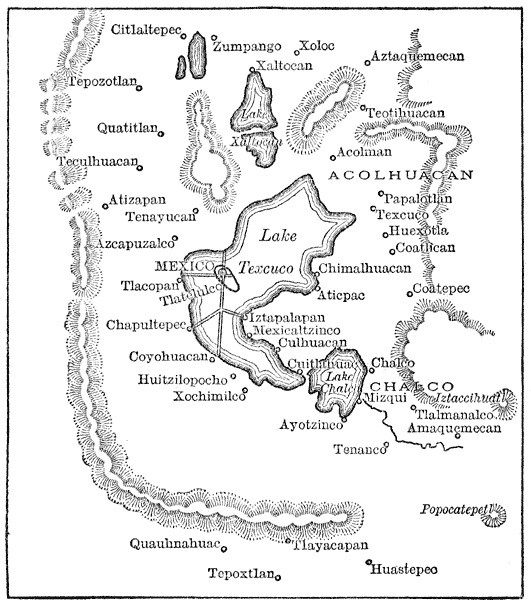 Citlaltepec
Zumpango
Xoloc
Aztaquemecan
Xaltocan
Tepozotlan
Lake
Xaltocan
Teotihuacan
Quatitlan
Acolman
Teculhuacan
ACOLHUACAN
Papalotlan
Atizapan
Tenayucan
Texcuco
Huexotla
Lake
Texcuco
Azcapuzalco
Coatlican
MEXICO
Chimalhuacan
Tlacopan
Tlatelulco
Aticpac
Coatepec
Iztapalapan
Chapultepec
Mexicaltzinco
Culhuacan
Coyohuacan
Cuitlahuac
Chalco
Huitzilopocho
Lake
Chalco
CHALCO
Xochimilco
Iztaccihuatl
Mizqui
Tlalmanalco
Ayotzinco
Amaquemecan
Tenanco
Popocatepetl
Quauhnahuac
Tlayacapan
Tepoxtlan
Huastepec